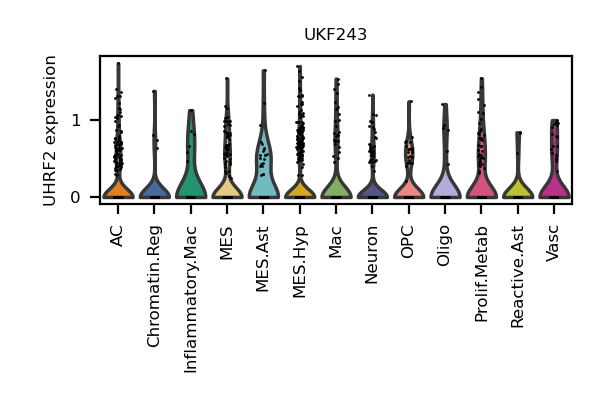 UKF243
UHRF2 expression
1
0
AC
Chromatin.Reg
Inflammatory.Mac
MES
MES.Ast
MES.Hyp
Mac
Neuron
OPC
Oligo
Prolif.Metab
Reactive.Ast
Vasc